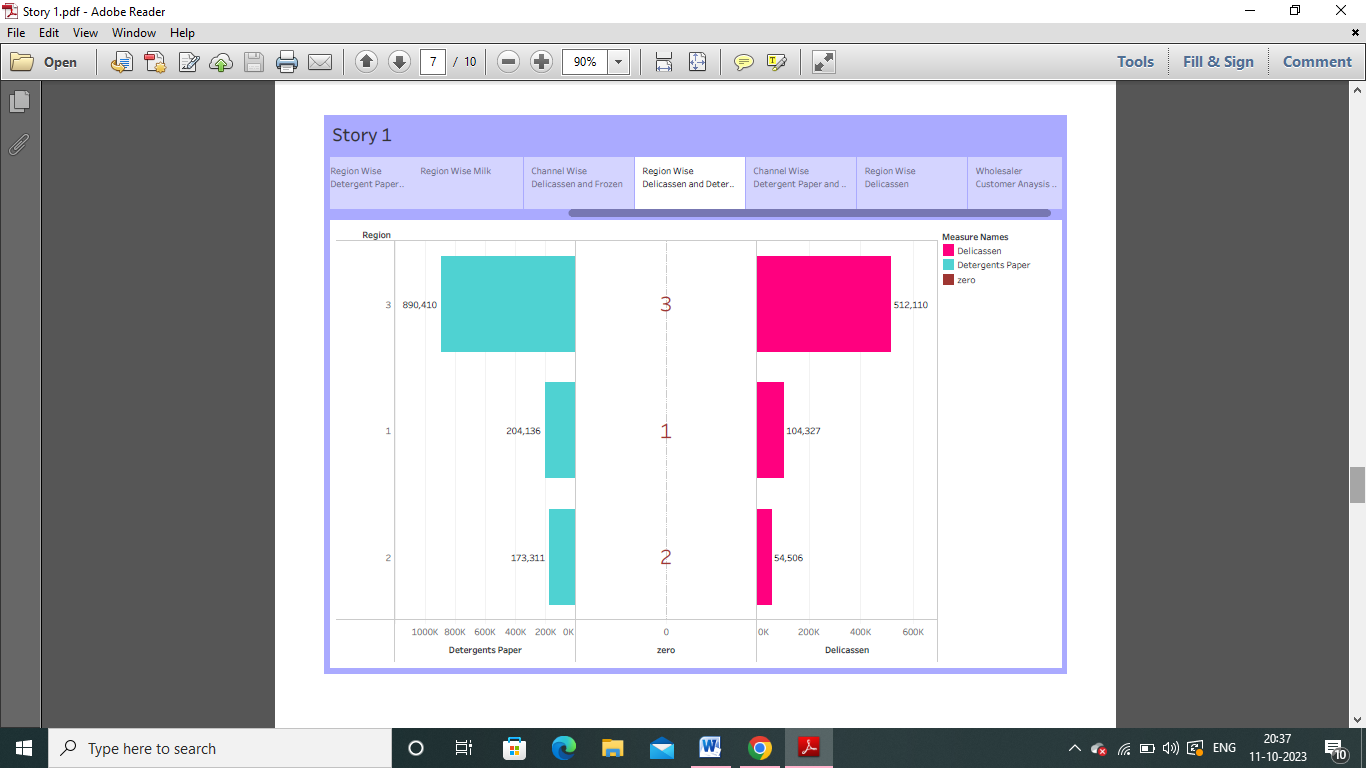 Story 1.pdf - Adobe Reader
File Edit View Window Help
Open
7 / 10
90%
Tools
Fill & Sign
Comment
Story 1
Region Wise
Detergent Paper..
Region Wise Milk
Channel Wise
Delicassen and Frozen
Region Wise
Delicassen and Deter..
Channel Wise
Detergent Paper and ..
Region Wise
Delicassen
Wholesaler
Customer Anaysis ..
Region
Measure Names
Delicassen
Detergents Paper
zero
3 890,410 3 512,110
1 204,136 1 104,327
2 173,311 2 54,506
1000K 800K 600K 400K 200K 0K 0 0K 200K 400K 600K
Detergents Paper zero Delicassen
Type here to search
ENG
20:37
11-10-2023
10